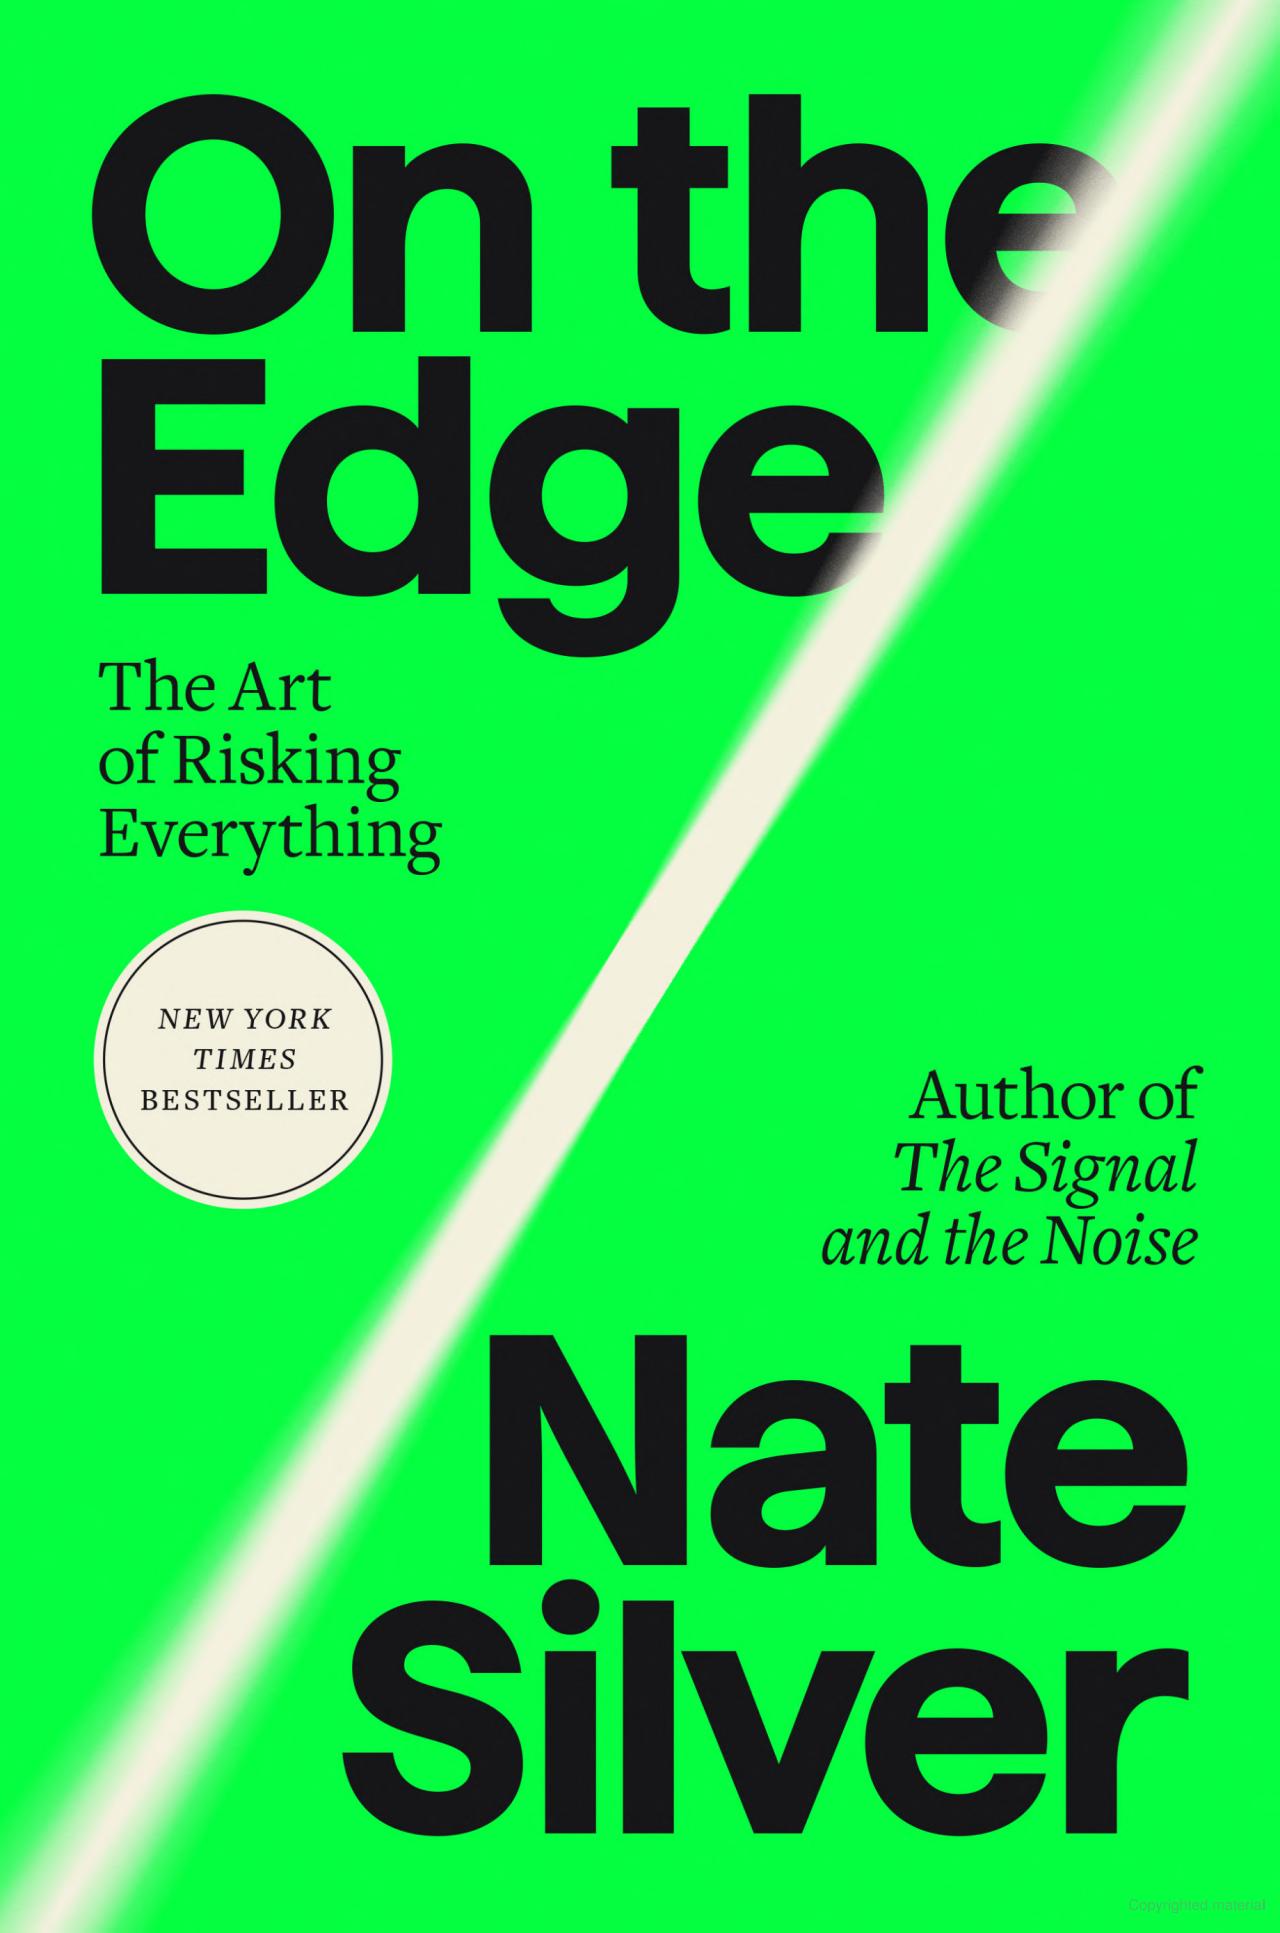 On the
Edge
The Art
of Risking
Everything
NEW YORK
TIMES
BESTSELLER
Author of
The Signal
and the Noise
Nate
Silver
Copyrighted material